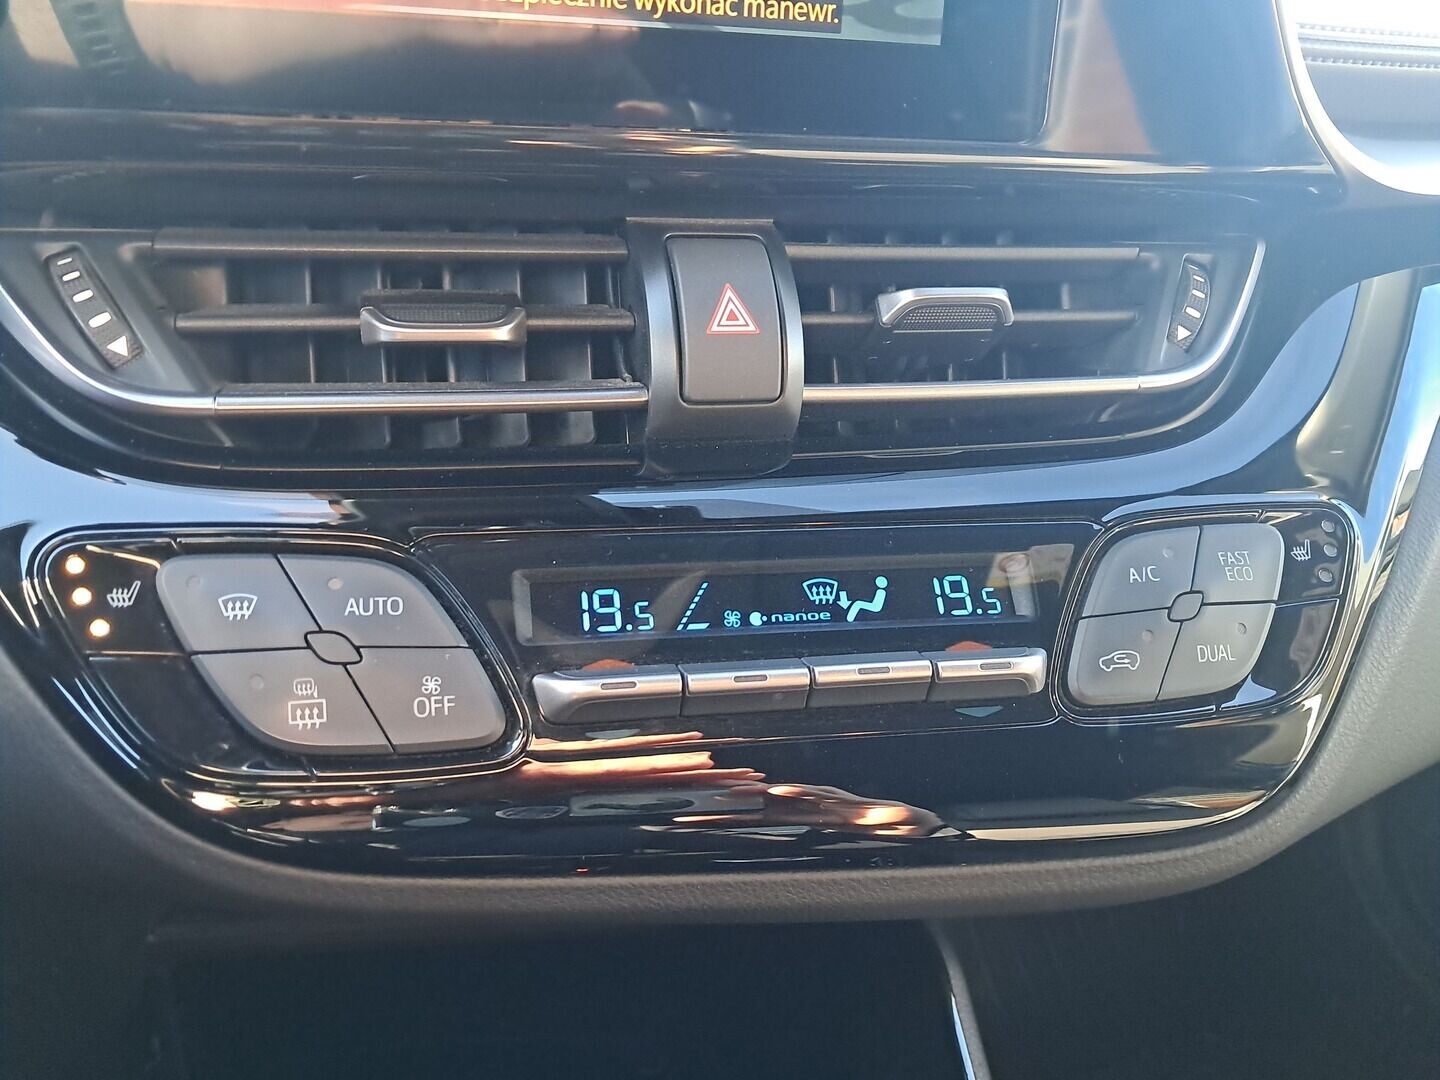 wykonać manewr.
AUTO
OFF
19.5
nanoe
19.5
A/C
FAST
ECO
DUAL